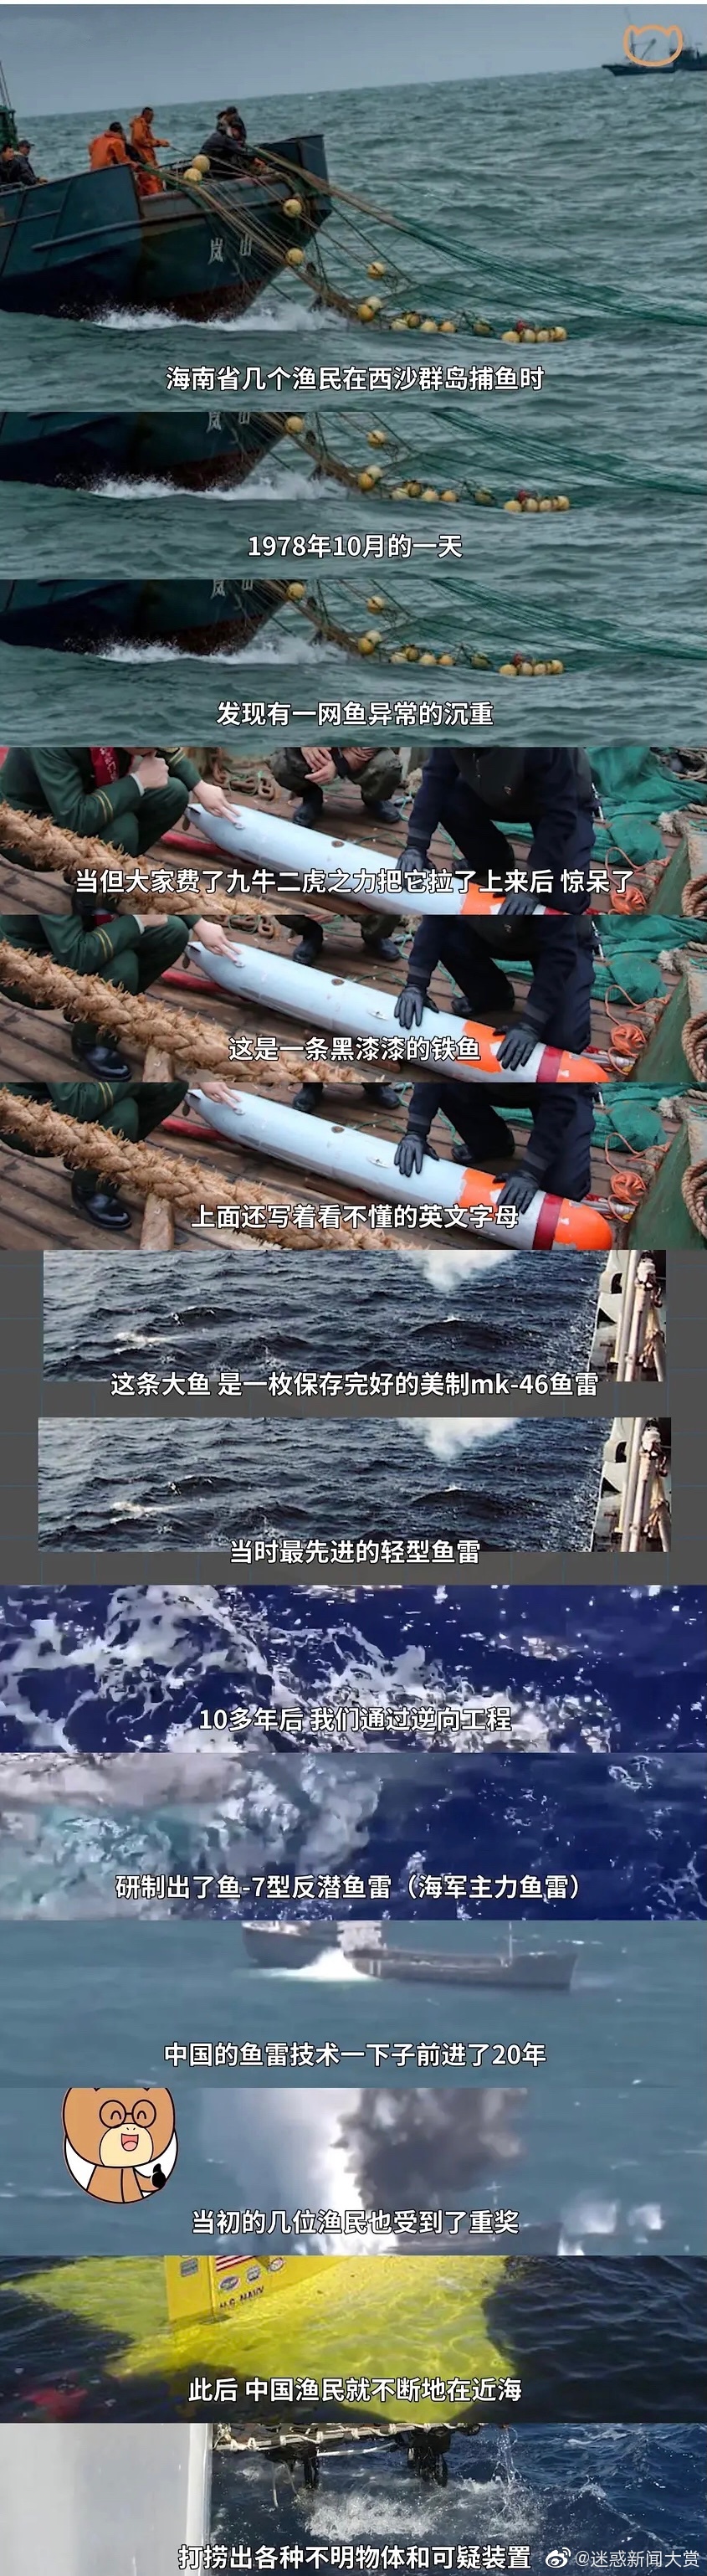 岚山
海南省几个渔民在西沙群岛捕鱼时
岚山
1978年10月的一天
岚山
发现有一网鱼异常的沉重
当但大家费了九牛二虎之力把它拉了上来后 惊呆了
这是一条黑漆漆的铁鱼
上面还写着看不懂的英文字母
这条大鱼 是一枚保存完好的美制mk-46鱼雷
当时最先进的轻型鱼雷
10多年后 我们通过逆向工程
研制出了鱼-7型反潜鱼雷（海军主力鱼雷）
中国的鱼雷技术一下子前进了20年
当初的几位渔民也受到了重奖
U.S. NAVY
此后 中国渔民就不断地在近海
打捞出各种不明物体和可疑装置
@迷惑新闻大赏